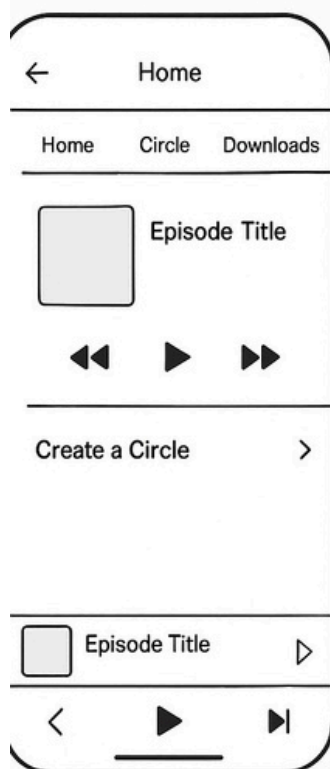 Home
Home Circle Downloads
Episode Title
Create a Circle
Episode Title